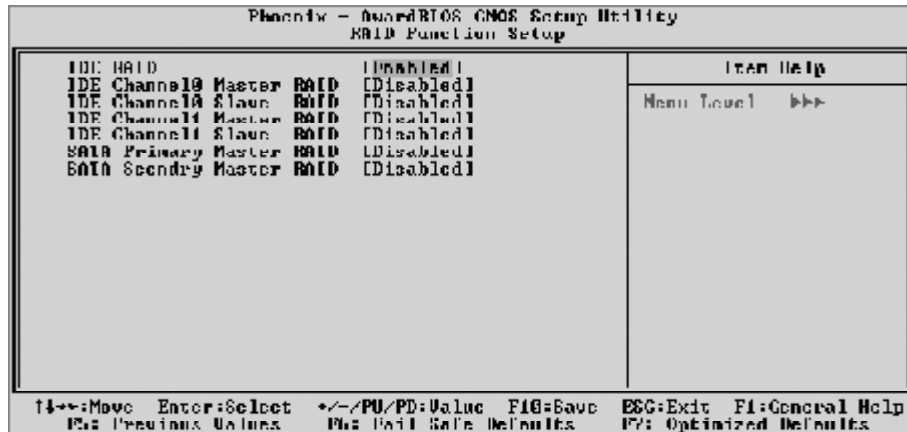 Phoenix - AwardBIOS CMOS Setup Utility
RAID Function Setup
IDE RAID [Enabled]
IDE Channel0 Master RAID [Disabled]
IDE Channel0 Slave RAID [Disabled]
IDE Channel1 Master RAID [Disabled]
IDE Channel1 Slave RAID [Disabled]
SATA Primary Master RAID [Disabled]
SATA Secndry Master RAID [Disabled]
Item Help
Menu Level ▶▶▶
↑↓→←:Move Enter:Select +/-/PU/PD:Value F10:Save ESC:Exit F1:General Help
F5: Previous Values F6: Fail-Safe Defaults F7: Optimized Defaults